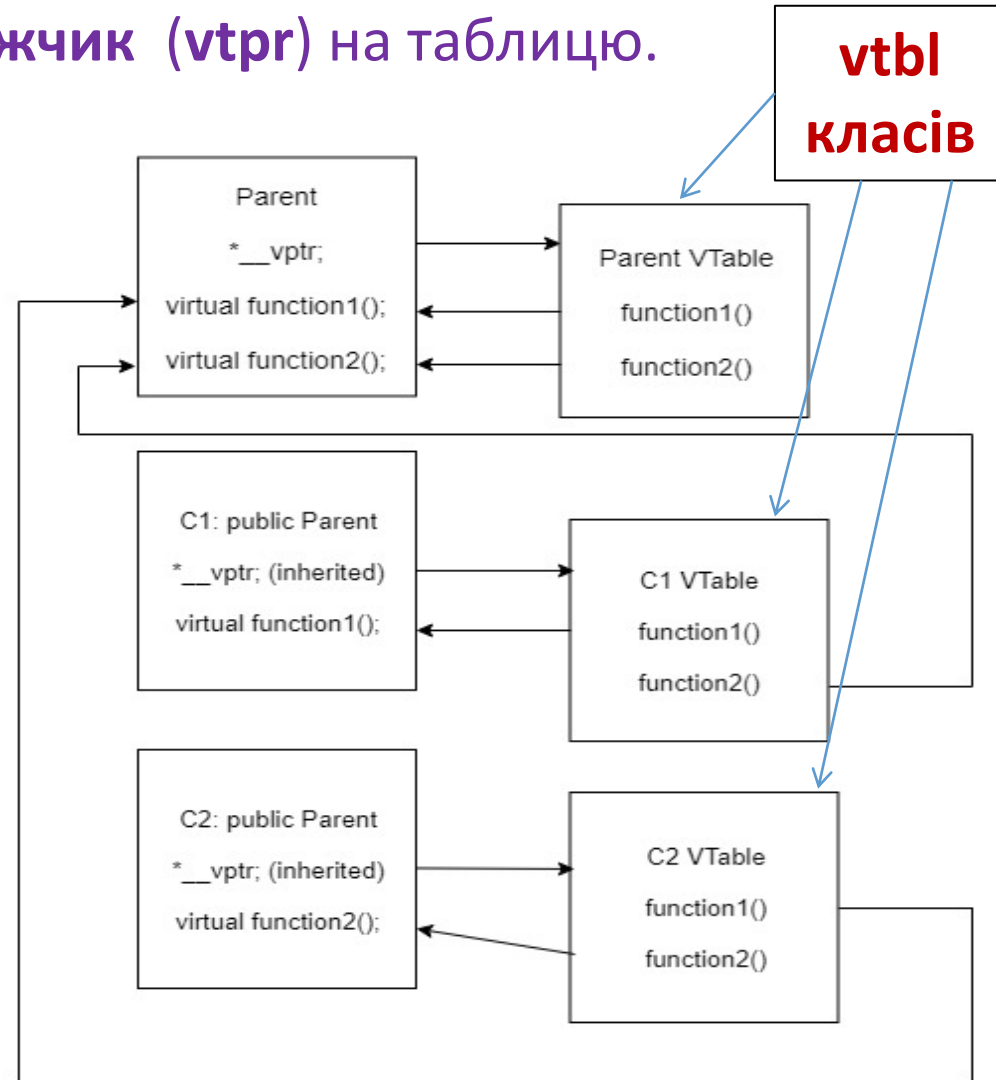 жчик (vtpr) на таблицю.
vtbl
класів
Parent
*__vptr;
virtual function1();
virtual function2();
Parent VTable
function1()
function2()
C1: public Parent
*__vptr; (inherited)
virtual function1();
C1 VTable
function1()
function2()
C2: public Parent
*__vptr; (inherited)
virtual function2();
C2 VTable
function1()
function2()